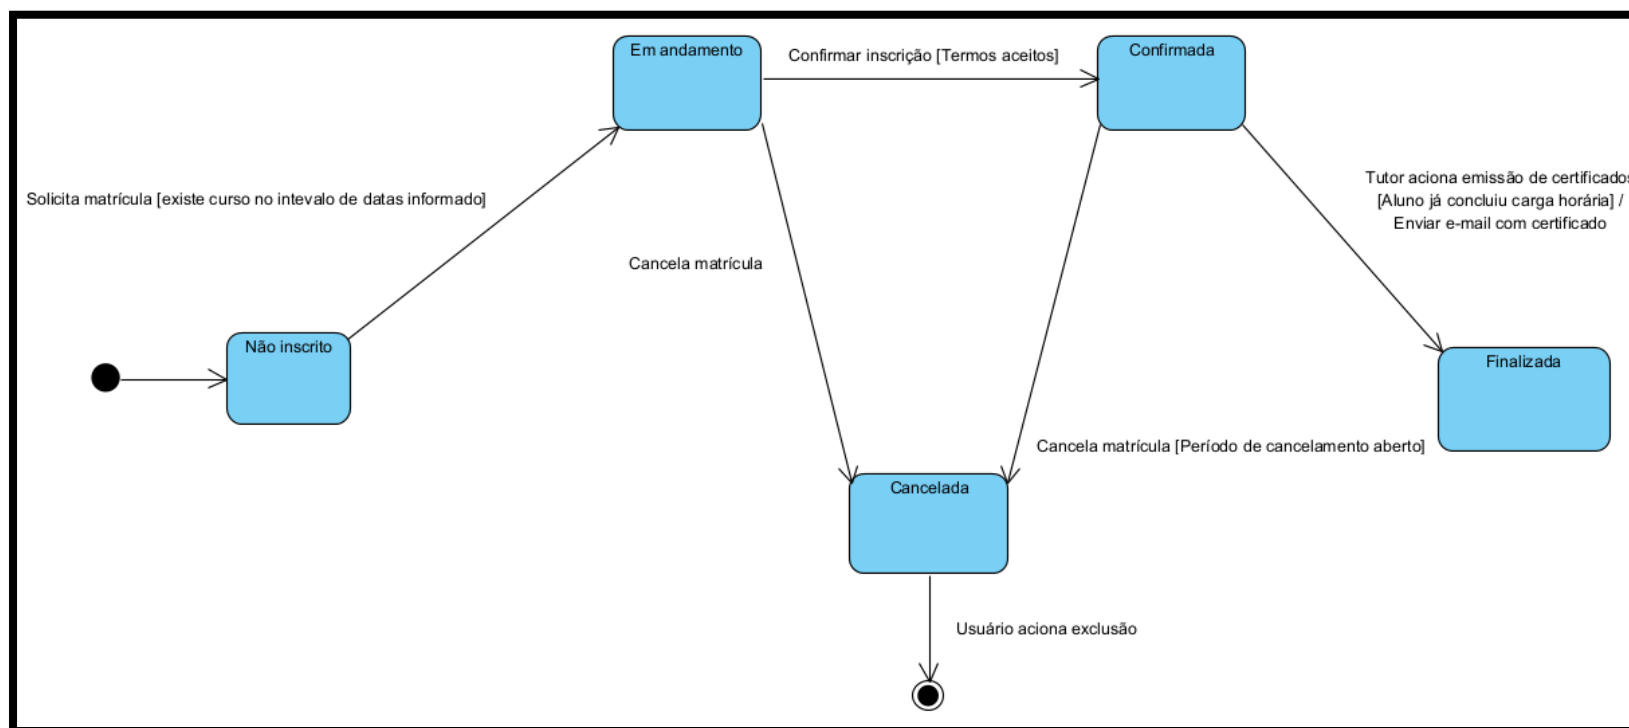 Em andamento
Confirmar inscrição [Termos aceitos]
Confirmada
Solicita matrícula [existe curso no intevalo de datas informado]
Tutor aciona emissão de certificados
[Aluno já concluiu carga horária] /
Enviar e-mail com certificado
Cancela matrícula
Não inscrito
Finalizada
Cancela matrícula [Período de cancelamento aberto]
Cancelada
Usuário aciona exclusão